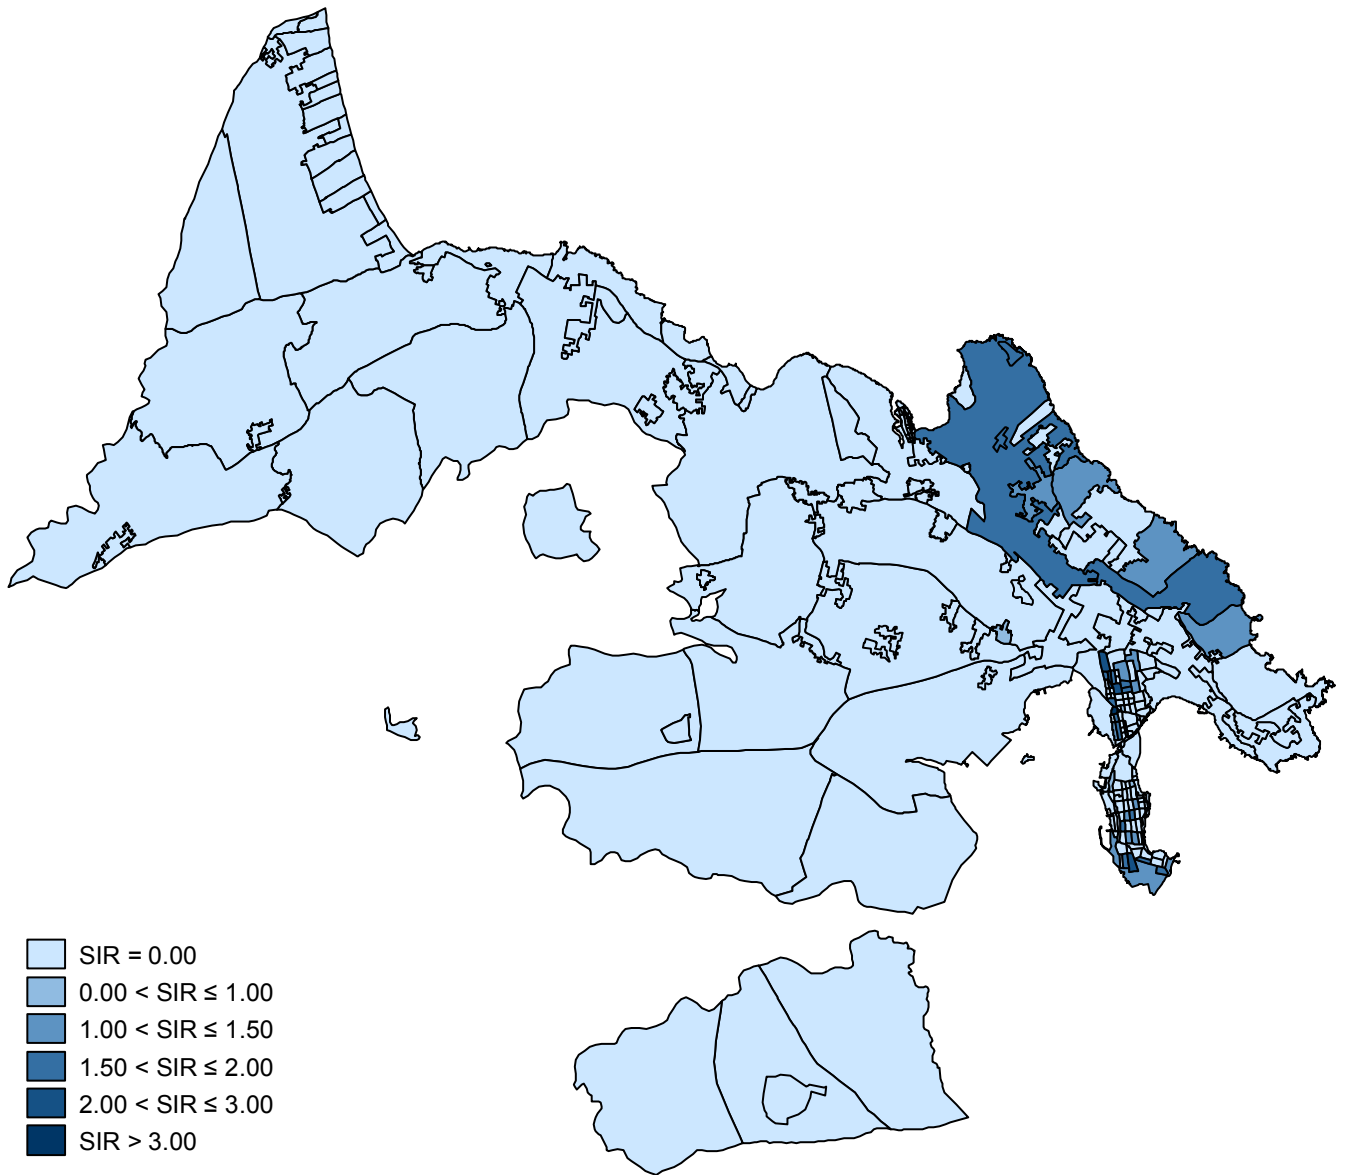 SIR = 0.00
0.00 < SIR ≤ 1.00
1.00 < SIR ≤ 1.50
1.50 < SIR ≤ 2.00
2.00 < SIR ≤ 3.00
SIR > 3.00